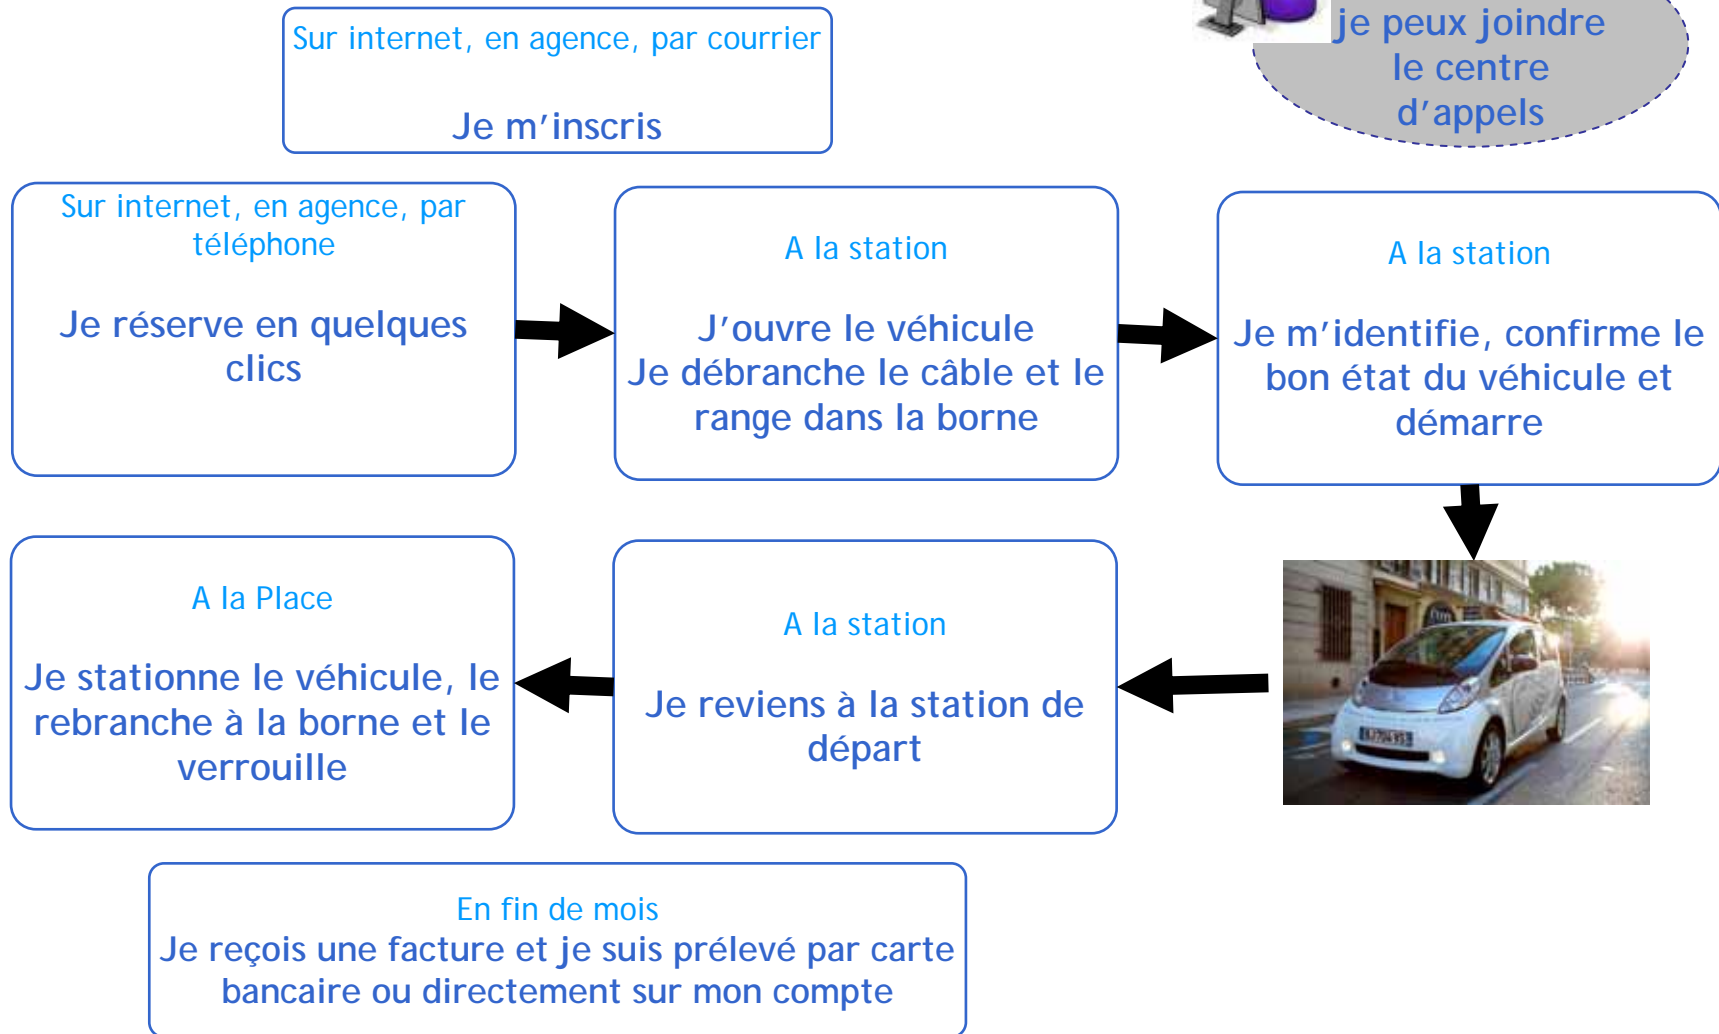 Sur internet, en agence, par courrier
Je m'inscris
je peux joindre
le centre
d'appels
Sur internet, en agence, par
téléphone
Je réserve en quelques
clics
A la station
J'ouvre le véhicule
Je débranche le câble et le
range dans la borne
A la station
Je m'identifie, confirme le
bon état du véhicule et
démarre
A la Place
Je stationne le véhicule, le
rebranche à la borne et le
verrouille
A la station
Je reviens à la station de
départ
En fin de mois
Je reçois une facture et je suis prélevé par carte
bancaire ou directement sur mon compte